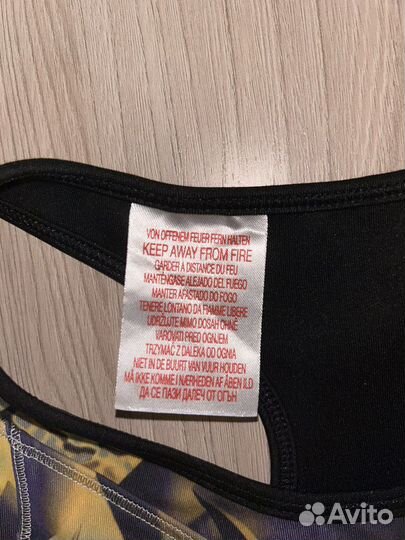 VON OFFENEM FEUER FERN HALTEN
KEEP AWAY FROM FIRE
GARDER A DISTANCE DU FEU
MANTÉNGASE ALEJADO DEL FUEGO
MANTER AFASTADO DO FOGO
TENERE LONTANO DA FIAMME LIBERE
UDRŽUJTE MIMO DOSAH OHNĚ
VAROVATI PRED OGNJEM
TRZYMAĆ Z DALEKA OD OGNIA
NIET IN DE BUURT VAN VUUR HOUDEN
MÅ IKKE KOMME I NÆRHEDEN AF ÅBEN ILD
ДА СЕ ПАЗИ ДАЛЕЧ ОТ ОГЪН
Avito